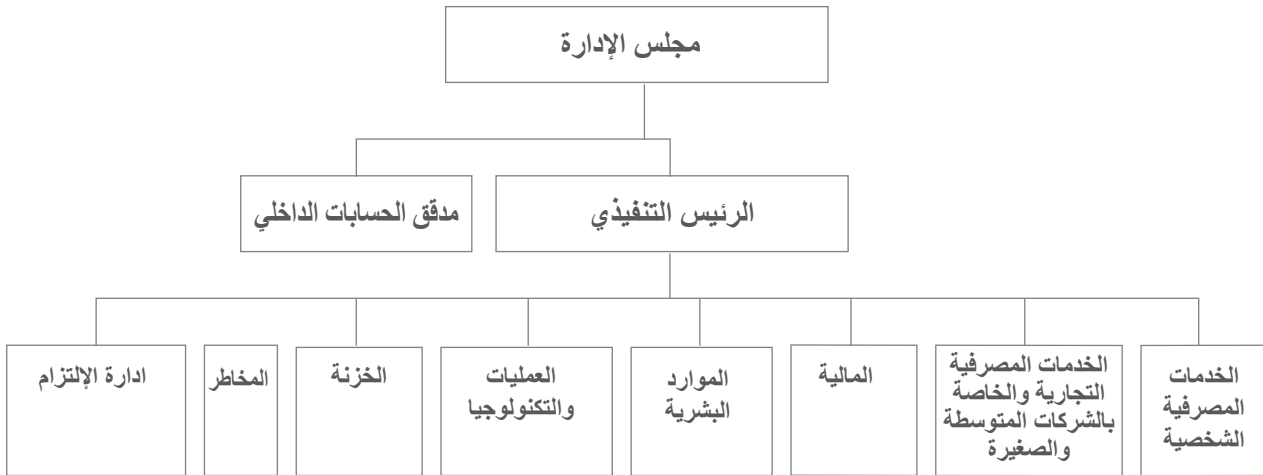 مجلس الإدارة
الرئيس التنفيذي
مدقق الحسابات الداخلي
الخدمات
المصرفية
الشخصية
الخدمات المصرفية
التجارية والخاصة
بالشركات المتوسطة
والصغيرة
المالية
الموارد
البشرية
العمليات
والتكنولوجيا
الخزنة
المخاطر
ادارة الإلتزام